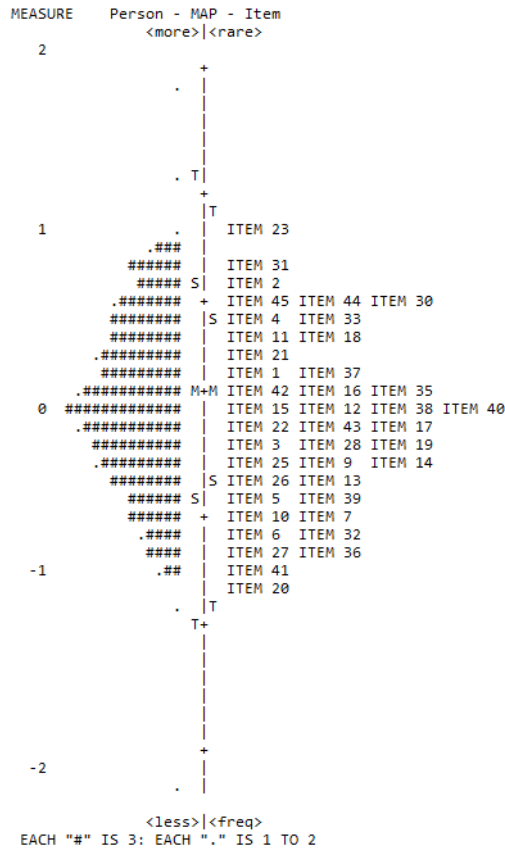 MEASURE    Person - MAP - Item
               <more>|<rare>
   2
                     +
                  .  |
                     |
                     |
                     |
                     |
                  . T|
                     +
                     |T
   1              .  |  ITEM 23
               .###  |
             ######  |  ITEM 31
              ##### S|  ITEM 2
           .#######  +  ITEM 45 ITEM 44 ITEM 30
           ########  |S ITEM 4  ITEM 33
           ########  |  ITEM 11 ITEM 18
         .#########  |  ITEM 21
          #########  |  ITEM 1  ITEM 37
       .########### M+M ITEM 42 ITEM 16 ITEM 35
   0  #############  |  ITEM 15 ITEM 12 ITEM 38 ITEM 40
       .###########  |  ITEM 22 ITEM 43 ITEM 17
         ##########  |  ITEM 3  ITEM 28 ITEM 19
         .#########  |  ITEM 25 ITEM 9  ITEM 14
           ########  |S ITEM 26 ITEM 13
             ###### S|  ITEM 5  ITEM 39
             ######  +  ITEM 10 ITEM 7
              .####  |  ITEM 6  ITEM 32
               ####  |  ITEM 27 ITEM 36
  -1            .##  |  ITEM 41
                     |  ITEM 20
                  .  |T
                    T+
                     |
                     |
                     |
                     |
                     |
                     |
                     +
  -2                 |
                  .  |

               <less>|<freq>
 EACH "#" IS 3: EACH "." IS 1 TO 2